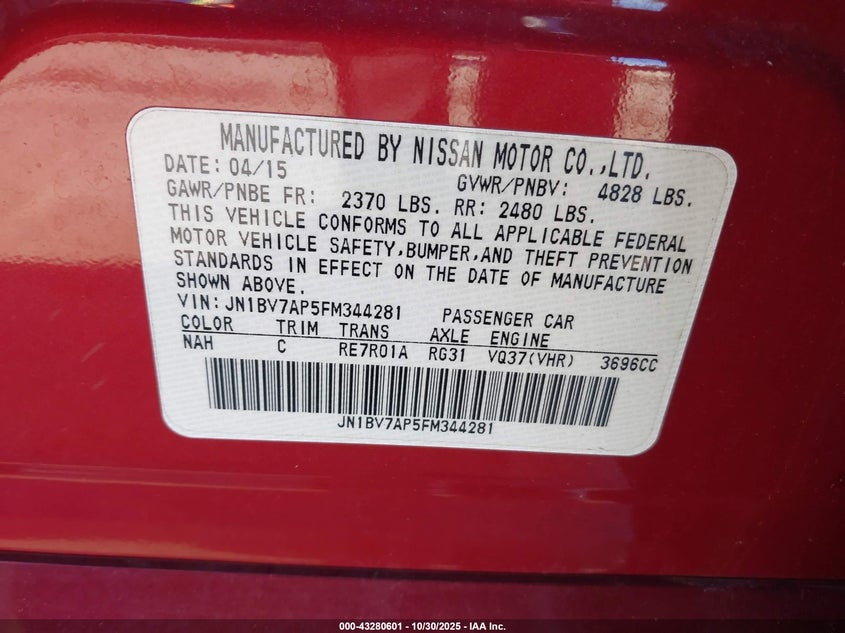 MANUFACTURED BY NISSAN MOTOR CO.,LTD.
DATE: 04/15 GVWR/PNBV: 4828 LBS.
GAWR/PNBE FR: 2370 LBS. RR: 2480 LBS.
THIS VEHICLE CONFORMS TO ALL APPLICABLE FEDERAL
MOTOR VEHICLE SAFETY,BUMPER,AND THEFT PREVENTION
STANDARDS IN EFFECT ON THE DATE OF MANUFACTURE
SHOWN ABOVE.
VIN: JN1BV7AP5FM344281 PASSENGER CAR
COLOR TRIM TRANS AXLE ENGINE
NAH C RE7R01A RG31 VQ37(VHR) 3696CC
JN1BV7AP5FM344281
000-43280601 | 10/30/2025 - IAA Inc.